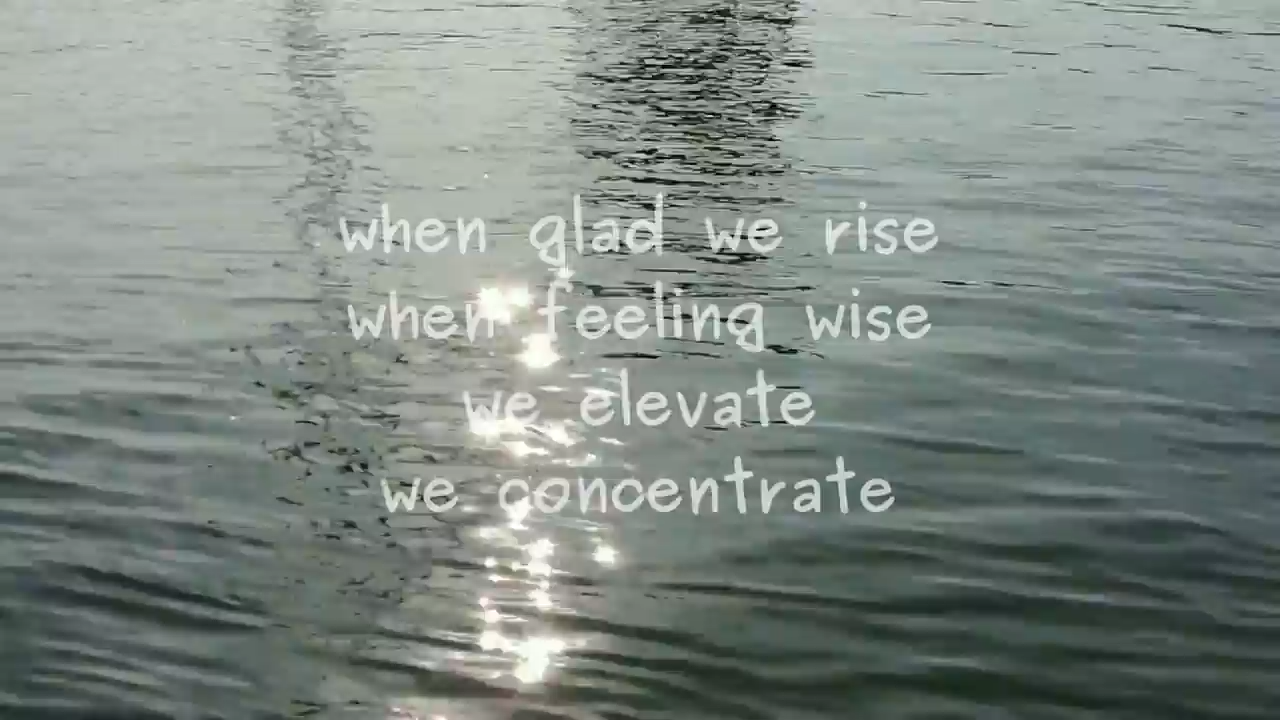 when glad we rise
when feeling wise
we elevate
we concentrate